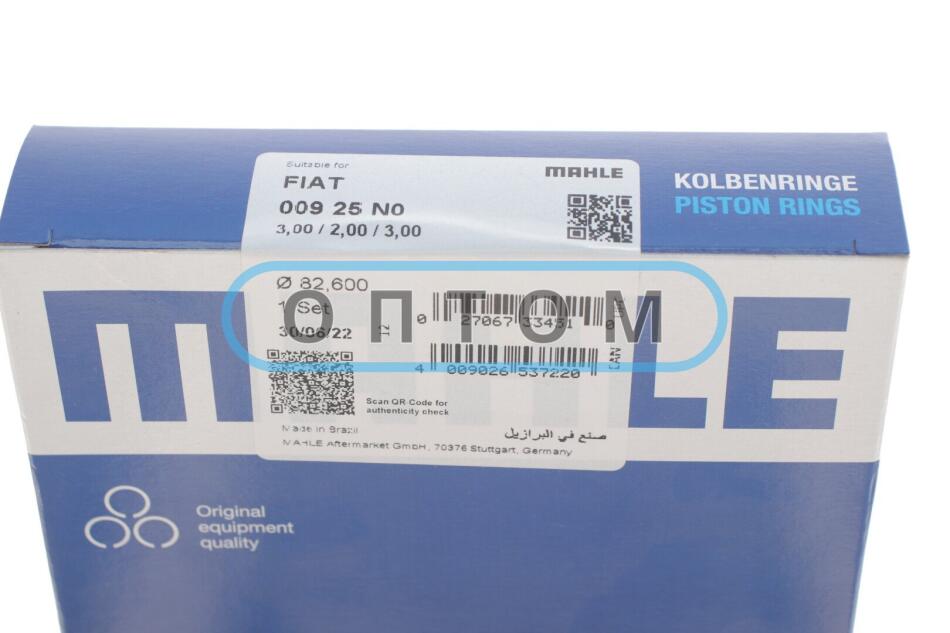 Suitable for
FIAT
009 25 N0
3,00 / 2,00 / 3,00
MAHLE
KOLBENRINGE
PISTON RINGS
Ø 82,600
1 Set
30/06/22
12
0 27067 33431 0
4 009026 537220
ОПТОМ
MAHLE
Scan QR-Code for
authenticity check
Made in Brazil
صنع في البرازيل
MAHLE Aftermarket GmbH, 70376 Stuttgart, Germany
Original
equipment
quality